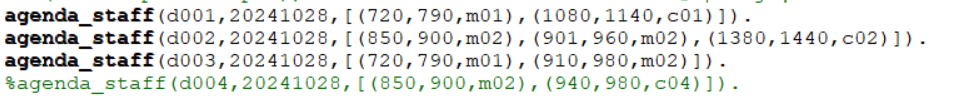 agenda_staff(d001,20241028,[(720,790,m01),(1080,1140,c01)]).
agenda_staff(d002,20241028,[(850,900,m02),(901,960,m02),(1380,1440,c02)]).
agenda_staff(d003,20241028,[(720,790,m01),(910,980,m02)]).
%agenda_staff(d004,20241028,[(850,900,m02),(940,980,c04)]).